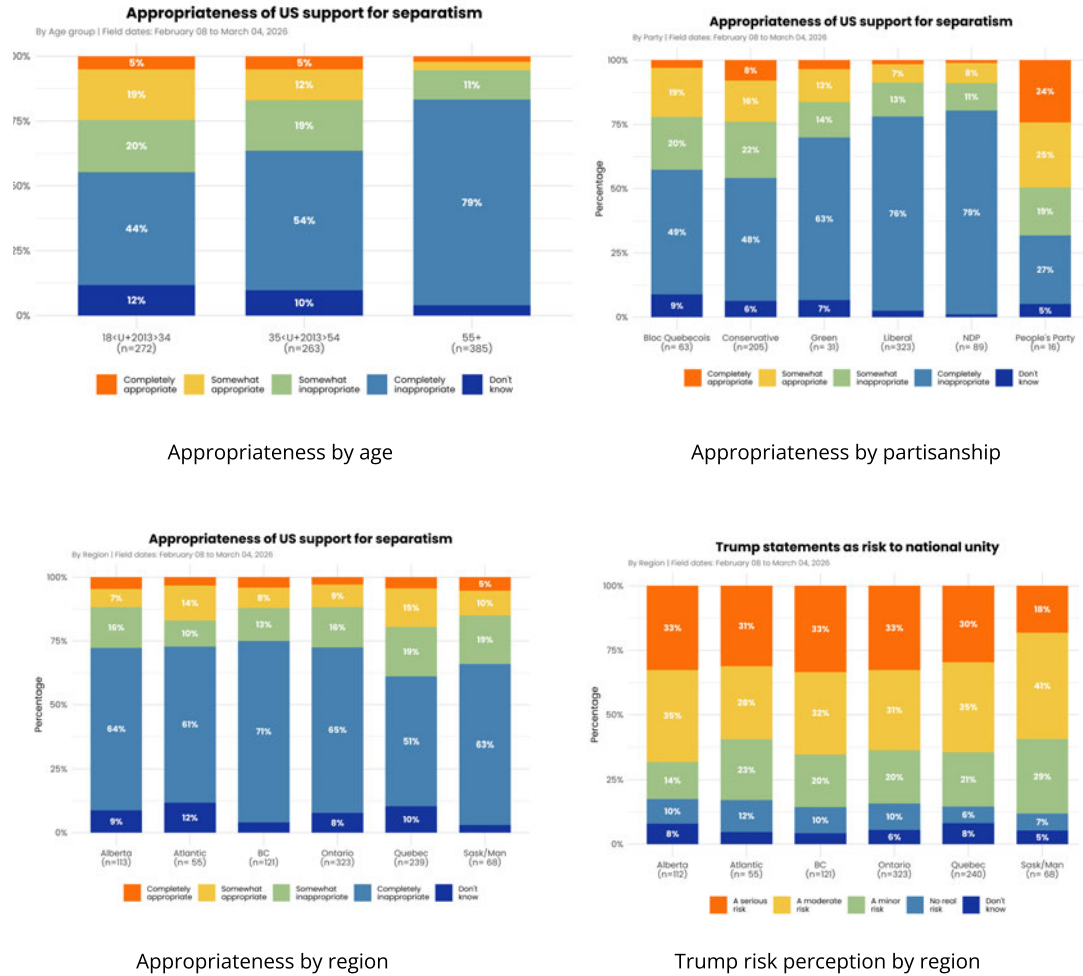 Appropriateness of US support for separatism
By Age group | Field dates: February 08 to March 04, 2026
00%
75%
50%
25%
0%
5%
19%
20%
44%
12%
5%
12%
19%
54%
10%
11%
79%
18<U+2013>34
(n=272)
35<U+2013>54
(n=263)
55+
(n=385)
Completely appropriate
Somewhat appropriate
Somewhat inappropriate
Completely inappropriate
Don't know
Appropriateness by age
Appropriateness of US support for separatism
By Party | Field dates: February 08 to March 04, 2026
Percentage
100%
75%
50%
25%
0%
19%
20%
49%
9%
8%
16%
22%
48%
6%
13%
14%
63%
7%
7%
13%
76%
8%
11%
79%
24%
25%
19%
27%
5%
Bloc Quebecois
(n= 63)
Conservative
(n=205)
Green
(n= 31)
Liberal
(n=323)
NDP
(n= 89)
People's Party
(n= 16)
Completely appropriate
Somewhat appropriate
Somewhat inappropriate
Completely inappropriate
Don't know
Appropriateness by partisanship
Appropriateness of US support for separatism
By Region | Field dates: February 08 to March 04, 2026
Percentage
100%
75%
50%
25%
0%
7%
16%
64%
9%
14%
10%
61%
12%
8%
13%
71%
9%
16%
65%
8%
15%
19%
51%
10%
5%
10%
19%
63%
Alberta
(n=113)
Atlantic
(n= 55)
BC
(n=121)
Ontario
(n=323)
Quebec
(n=239)
Sask/Man
(n= 68)
Completely appropriate
Somewhat appropriate
Somewhat inappropriate
Completely inappropriate
Don't know
Appropriateness by region
Trump statements as risk to national unity
By Region | Field dates: February 08 to March 04, 2026
Percentage
100%
75%
50%
25%
0%
33%
35%
14%
10%
8%
31%
28%
23%
12%
33%
32%
20%
10%
33%
31%
20%
10%
6%
30%
35%
21%
6%
8%
18%
41%
29%
7%
5%
Alberta
(n=112)
Atlantic
(n= 55)
BC
(n=121)
Ontario
(n=323)
Quebec
(n=240)
Sask/Man
(n= 68)
A serious risk
A moderate risk
A minor risk
No real risk
Don't know
Trump risk perception by region